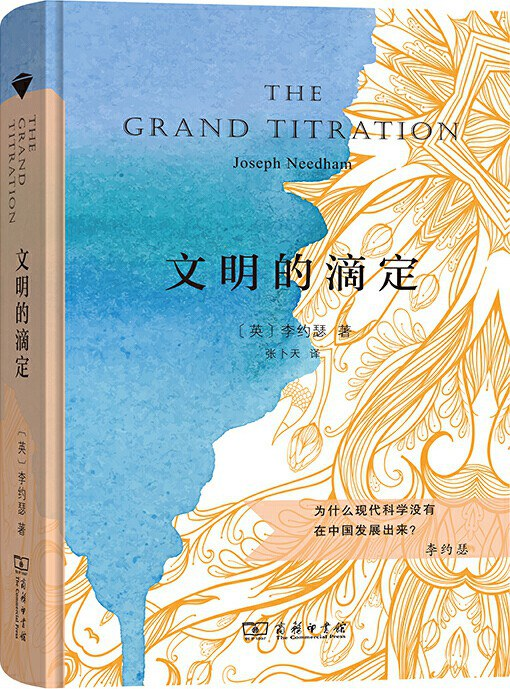 THE
GRAND TITRATION
Joseph Needham
文明的滴定
〔英〕李约瑟 著
张卜天 译
为什么现代科学没有
在中国发展出来?
李约瑟
商务印书馆
The Commercial Press
THE
GRAND
TITRATION
文明的滴定
〔英〕李约瑟 著
商务印书馆
The Commercial Press